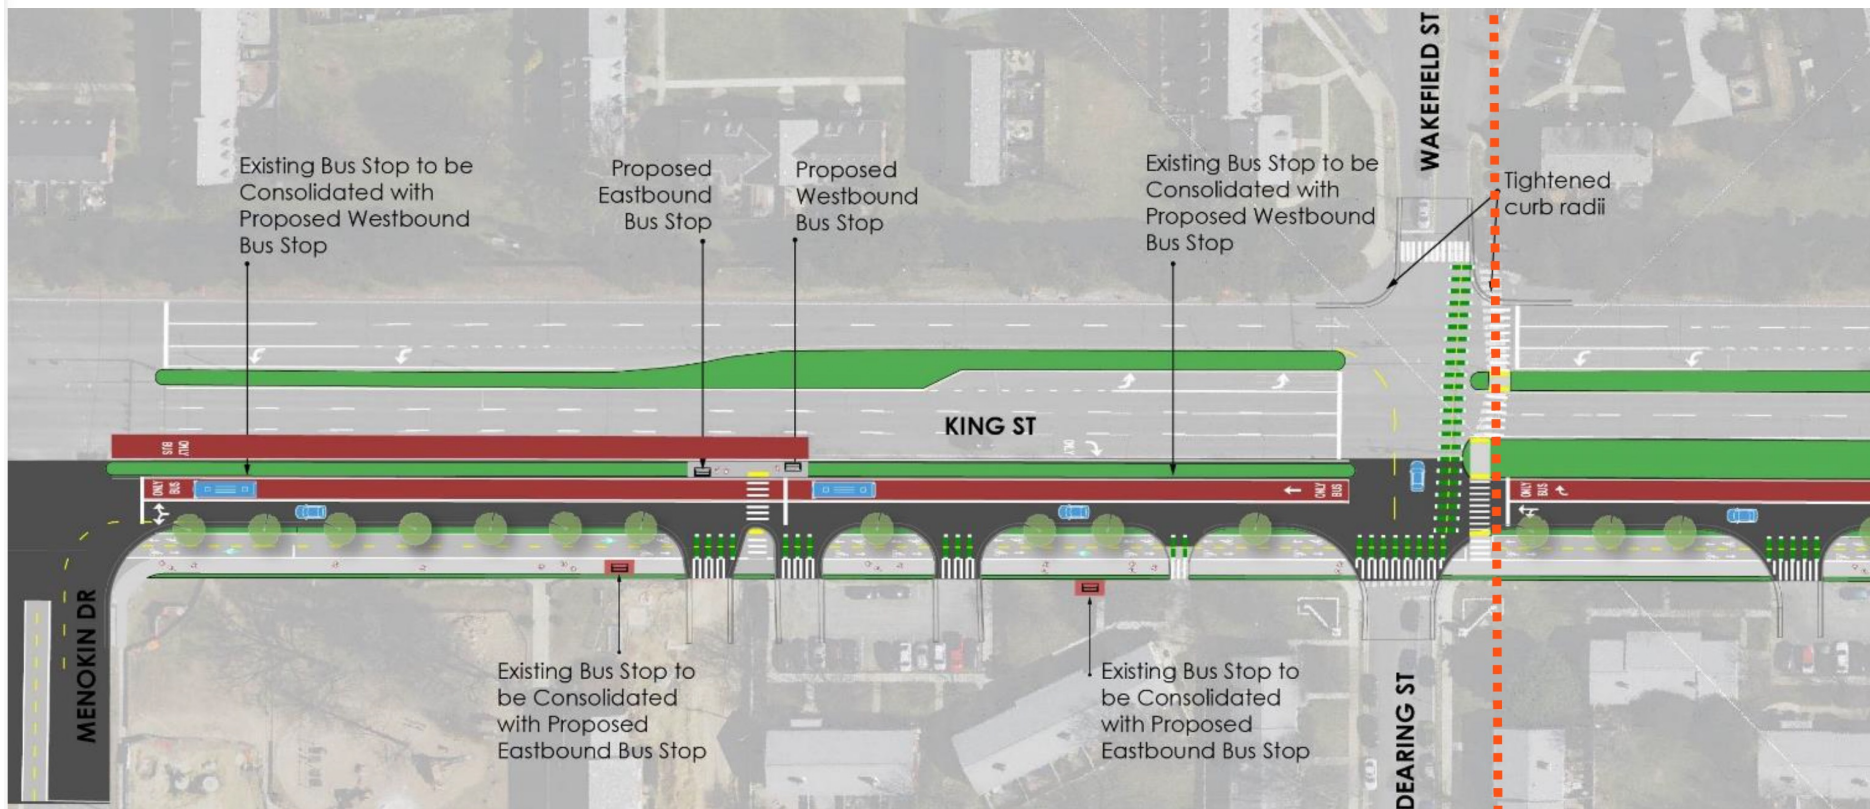 WAKEFIELD ST
Existing Bus Stop to be
Consolidated with
Proposed Westbound
Bus Stop
Proposed
Eastbound
Bus Stop
Proposed
Westbound
Bus Stop
Existing Bus Stop to be
Consolidated with
Proposed Westbound
Bus Stop
Tightened
curb radii
KING ST
ONLY
BUS
ONLY
ONLY
BUS
ONLY
BUS
ONLY
BUS
MENOKIN DR
Existing Bus Stop to
be Consolidated
with Proposed
Eastbound Bus Stop
Existing Bus Stop to
be Consolidated
with Proposed
Eastbound Bus Stop
DEARING ST